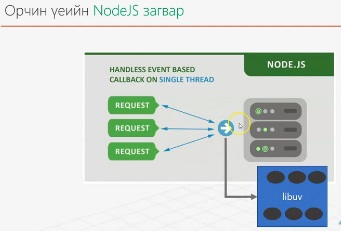 Орчин үеийн NodeJS загвар
NODE.JS
HANDLESS EVENT BASED
CALLBACK ON SINGLE THREAD
REQUEST
REQUEST
REQUEST
libuv